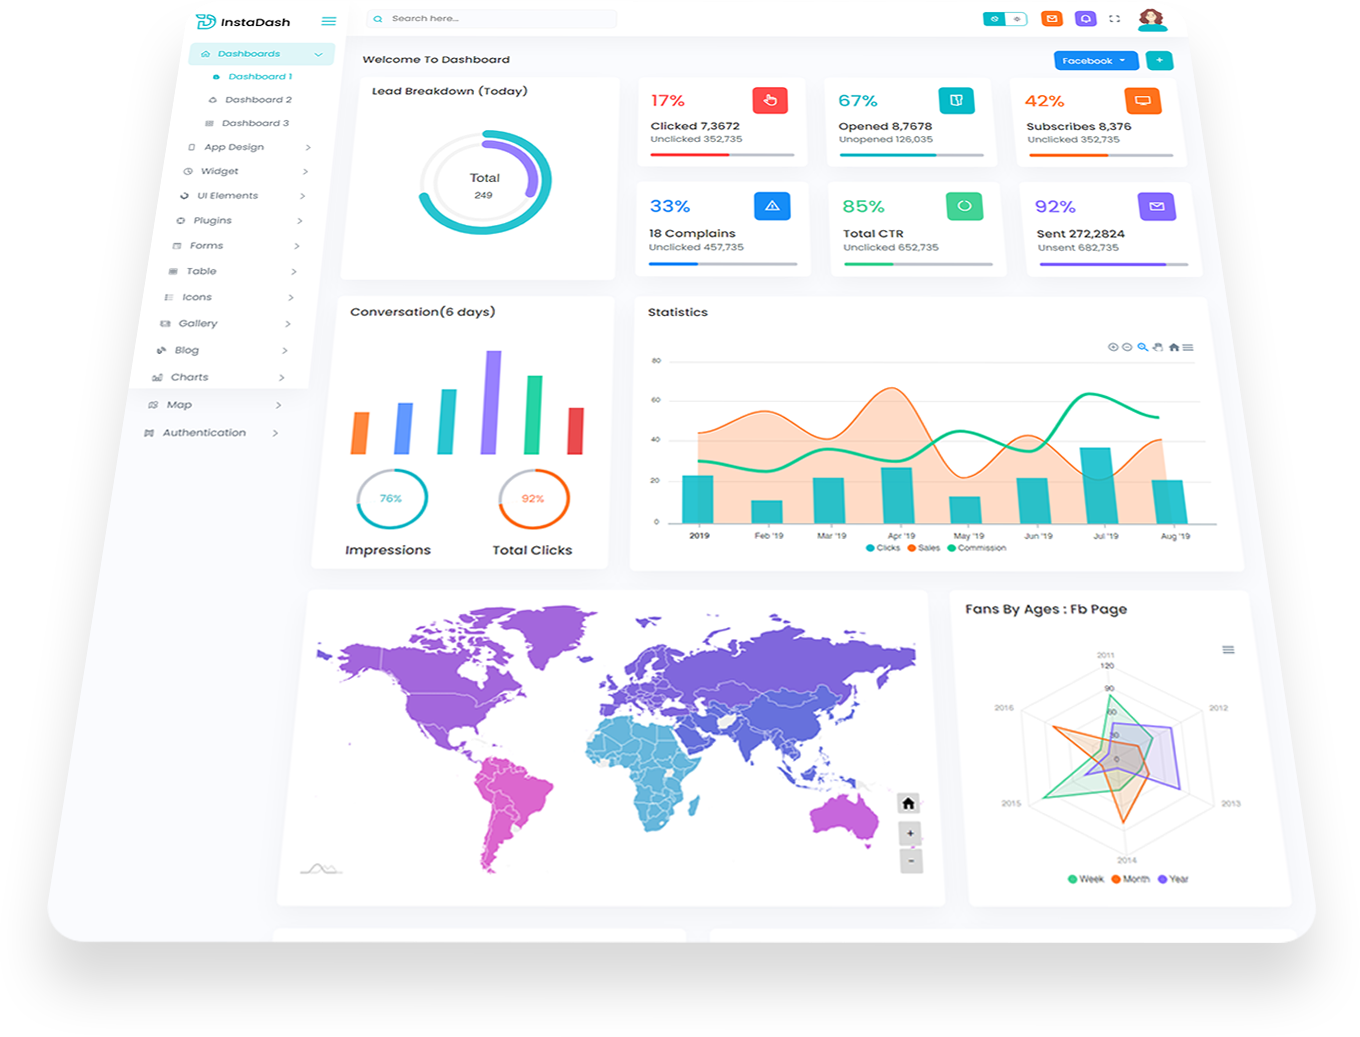 InstaDash
Search here...
Dashboards
Dashboard 1
Dashboard 2
Dashboard 3
App Design
Widget
UI Elements
Plugins
Forms
Table
Icons
Gallery
Blog
Charts
Map
Authentication
Welcome To Dashboard
Facebook
+
Lead Breakdown (Today)
Total
249
17%
Clicked 7,3672
Unclicked 352,735
67%
Opened 8,7678
Unopened 126,035
42%
Subscribes 8,376
Unclicked 352,735
33%
18 Complains
Unclicked 457,735
85%
Total CTR
Unclicked 652,735
92%
Sent 272,2824
Unsent 682,735
Conversation(6 days)
76%
92%
Impressions
Total Clicks
Statistics
80
60
40
20
0
2019
Feb '19
Mar '19
Apr '19
May '19
Jun '19
Jul '19
Aug '19
Clicks
Sales
Commission
+
−
Fans By Ages : Fb Page
2011
120
90
60
30
0
2012
2013
2014
2015
2016
Week
Month
Year